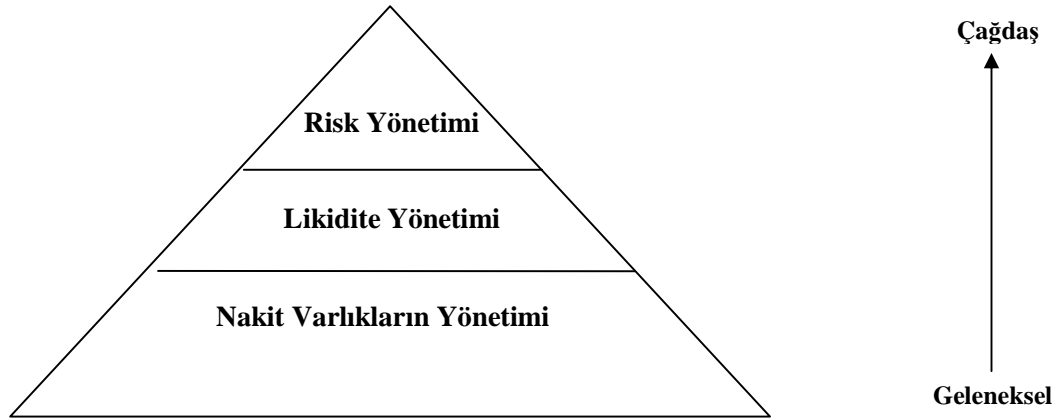 Çağdaş
Risk Yönetimi
Likidite Yönetimi
Nakit Varlıkların Yönetimi
Geleneksel